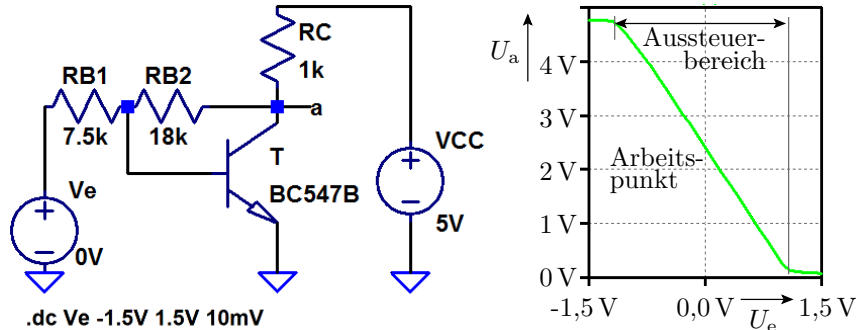 RC
1k
RB1
RB2
7.5k
18k
a
T
VCC
Ve
BC547B
0V
5V
.dc Ve -1.5V 1.5V 10mV
Ua
Aussteuer-
bereich
4 V
3 V
Arbeits-
punkt
2 V
1 V
0 V
-1,5 V
0,0 V
1,5 V
Ue